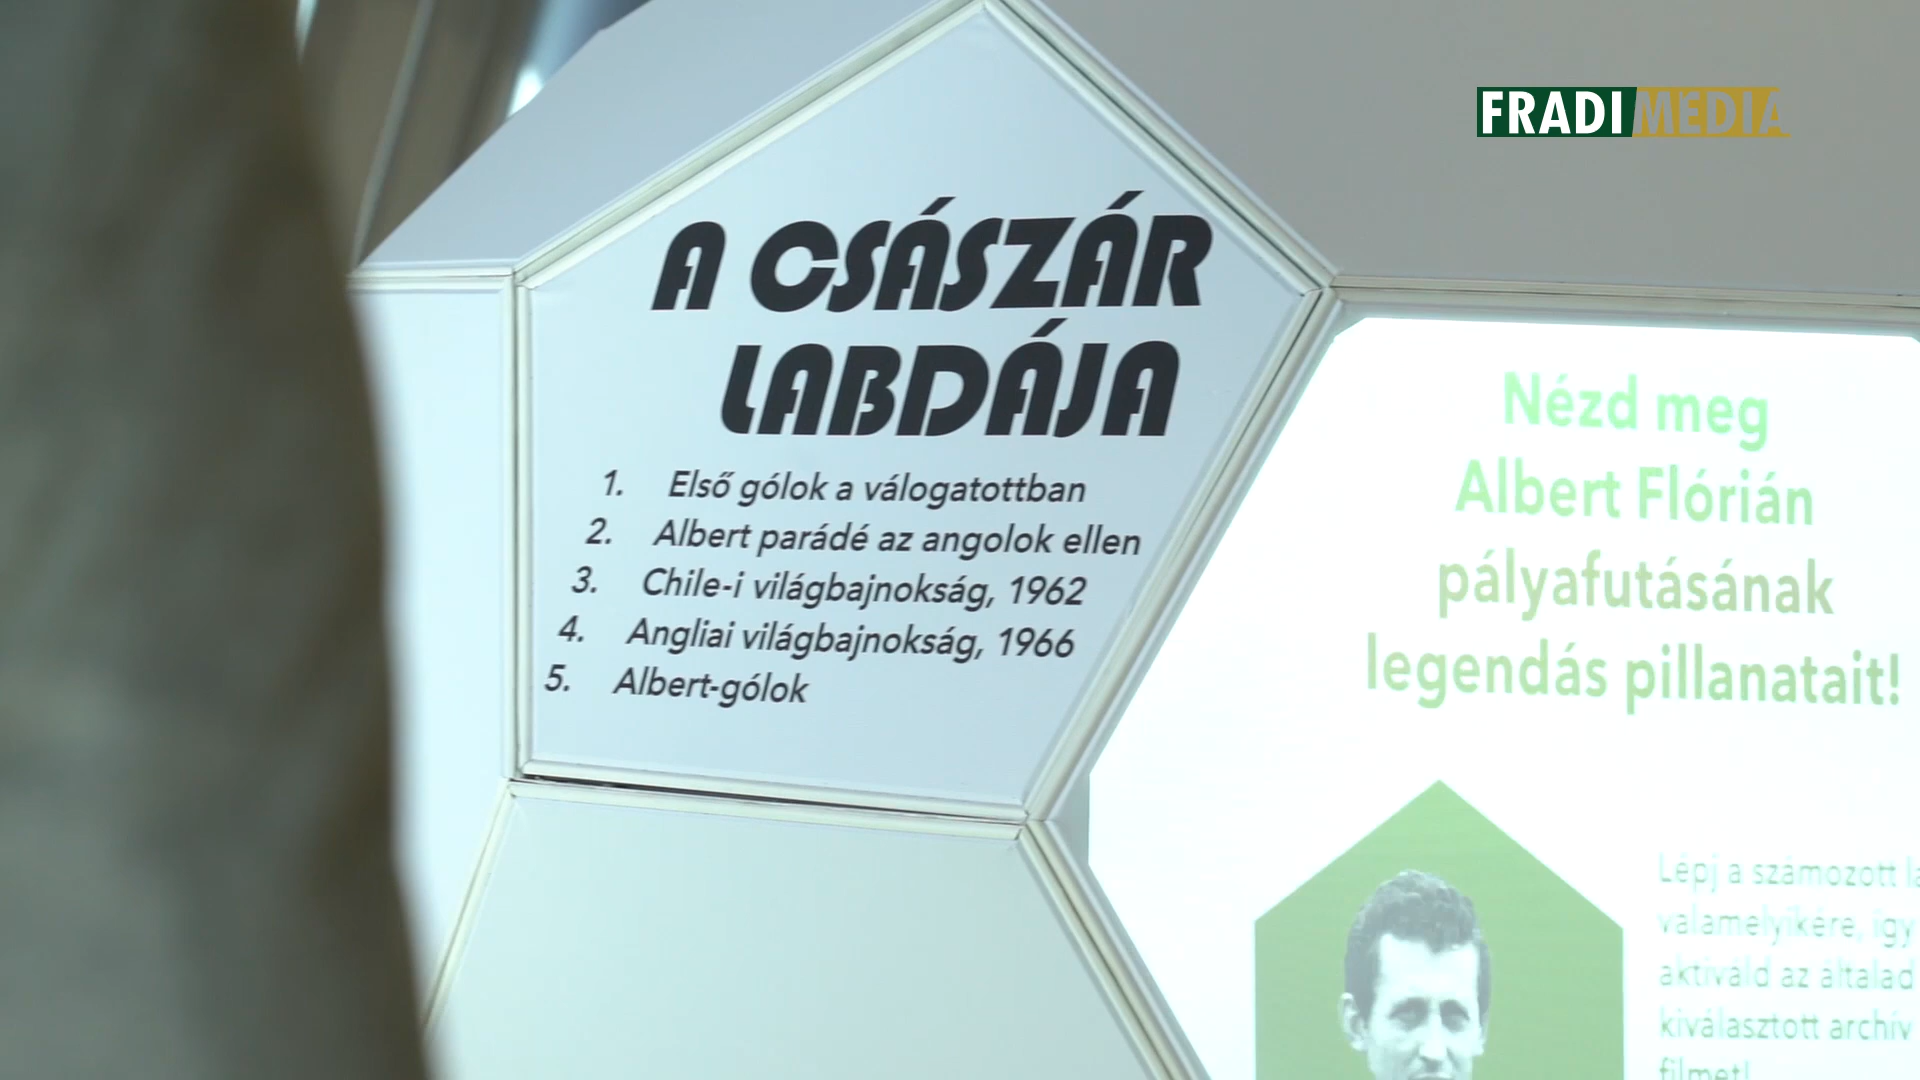 FRADIMÉDIA
A CSÁSZÁR
LABDÁJA
1. Első gólok a válogatottban
2. Albert parádé az angolok ellen
3. Chile-i világbajnokság, 1962
4. Angliai világbajnokság, 1966
5. Albert-gólok
Nézd meg
Albert Flórián
pályafutásának
legendás pillanatait!
Lépj a számozott
valamelyikére, így
aktiváld az általad
kiválasztott archív
filmet!